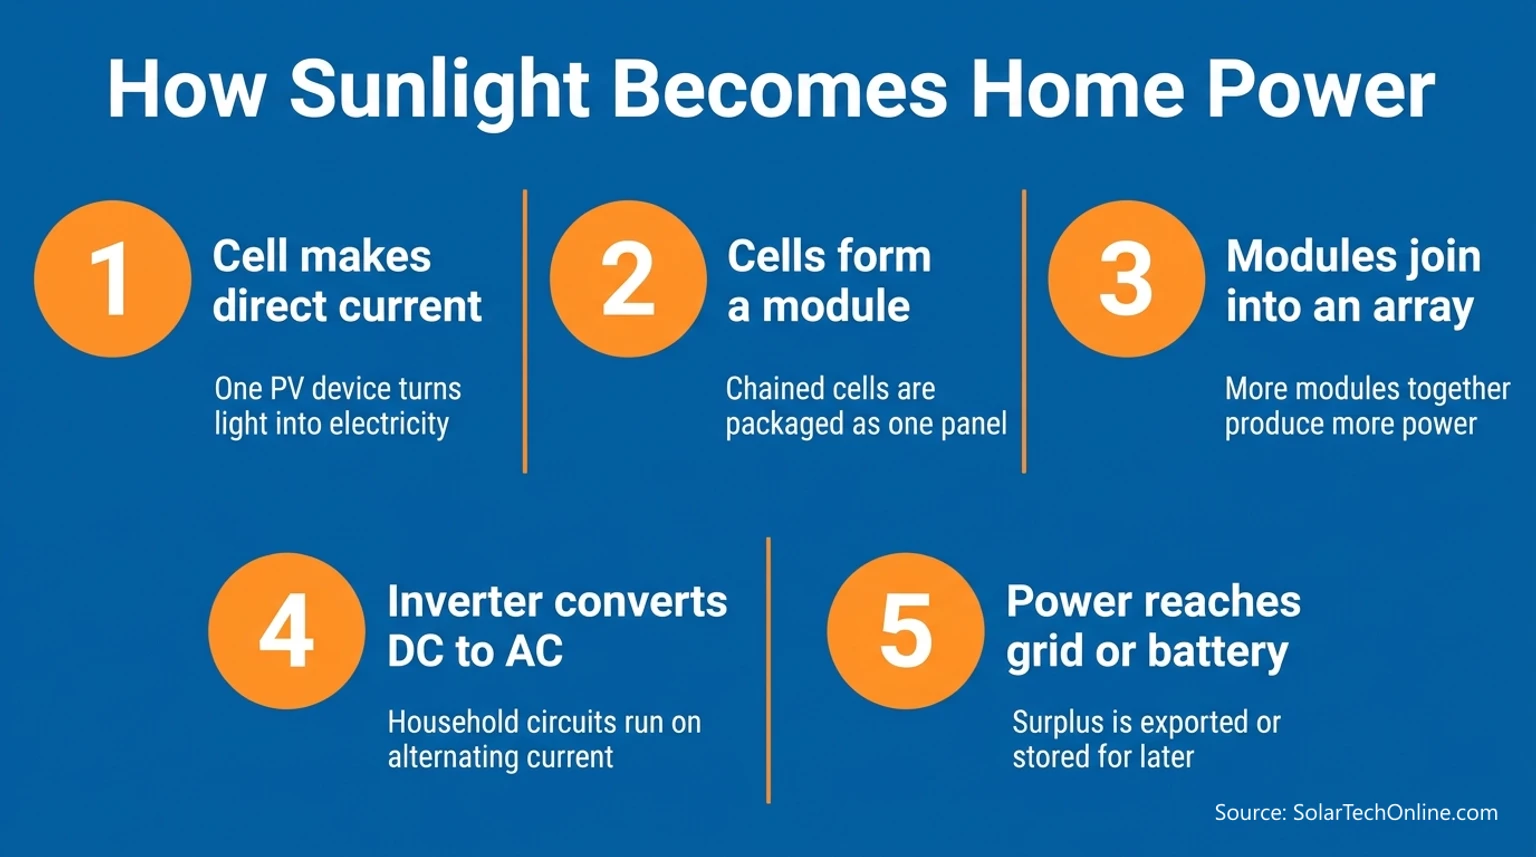 How Sunlight Becomes Home Power
1
Cell makes
direct current
One PV device turns
light into electricity
2
Cells form
a module
Chained cells are
packaged as one panel
3
Modules join
into an array
More modules together
produce more power
4
Inverter converts
DC to AC
Household circuits run on
alternating current
5
Power reaches
grid or battery
Surplus is exported or
stored for later
Source: SolarTechOnline.com